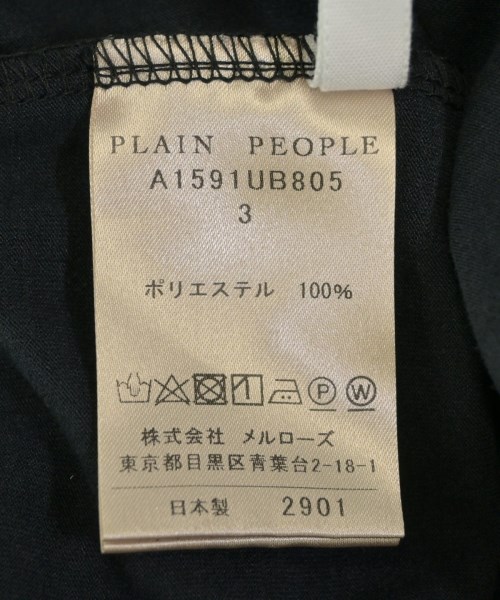 PLAIN PEOPLE
A1591UB805
3
ポリエステル 100%
P W
株式会社 メルローズ
東京都目黒区青葉台2-18-1
日本製 2901